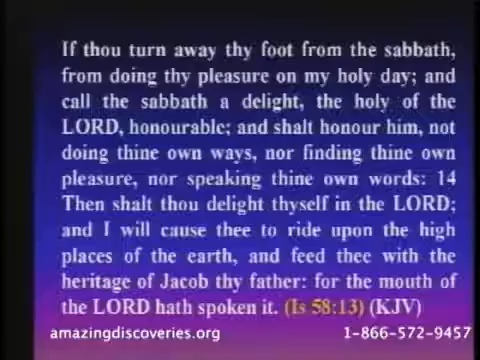 If thou turn away thy foot from the sabbath,
from doing thy pleasure on my holy day; and
call the sabbath a delight, the holy of the
LORD, honourable; and shalt honour him, not
doing thine own ways, nor finding thine own
pleasure, nor speaking thine own words: 14
Then shalt thou delight thyself in the LORD;
and I will cause thee to ride upon the high
places of the earth, and feed thee with the
heritage of Jacob thy father: for the mouth of
the LORD hath spoken it. (Is 58:13) (KJV)
amazingdiscoveries.org 1-866-572-9457